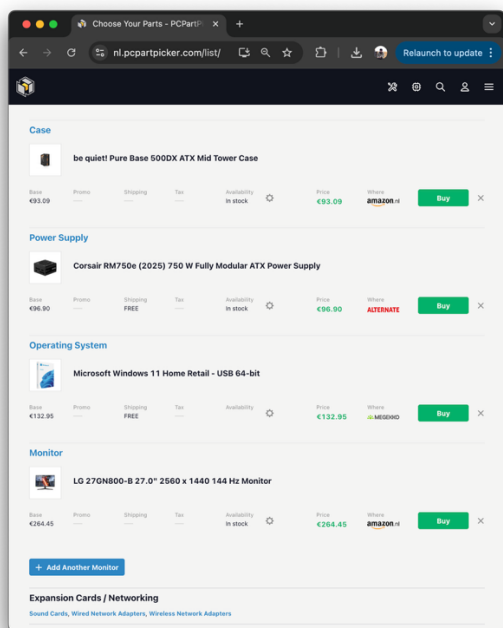 Choose Your Parts - PCPartP
nl.pcpartpicker.com/list/
Relaunch to update
Case
be quiet! Pure Base 500DX ATX Mid Tower Case
Base Promo Shipping Tax Availability Price Where
€93.09 —— —— —— In stock €93.09 amazon.nl Buy
Power Supply
Corsair RM750e (2025) 750 W Fully Modular ATX Power Supply
Base Promo Shipping Tax Availability Price Where
€96.90 —— FREE —— In stock €96.90 ALTERNATE Buy
Operating System
Microsoft Windows 11 Home Retail - USB 64-bit
Base Promo Shipping Tax Availability Price Where
€132.95 —— FREE —— €132.95 MEGEKKO Buy
Monitor
LG 27GN800-B 27.0" 2560 x 1440 144 Hz Monitor
Base Promo Shipping Tax Availability Price Where
€264.45 —— —— —— In stock €264.45 amazon.nl Buy
+ Add Another Monitor
Expansion Cards / Networking
Sound Cards, Wired Network Adapters, Wireless Network Adapters